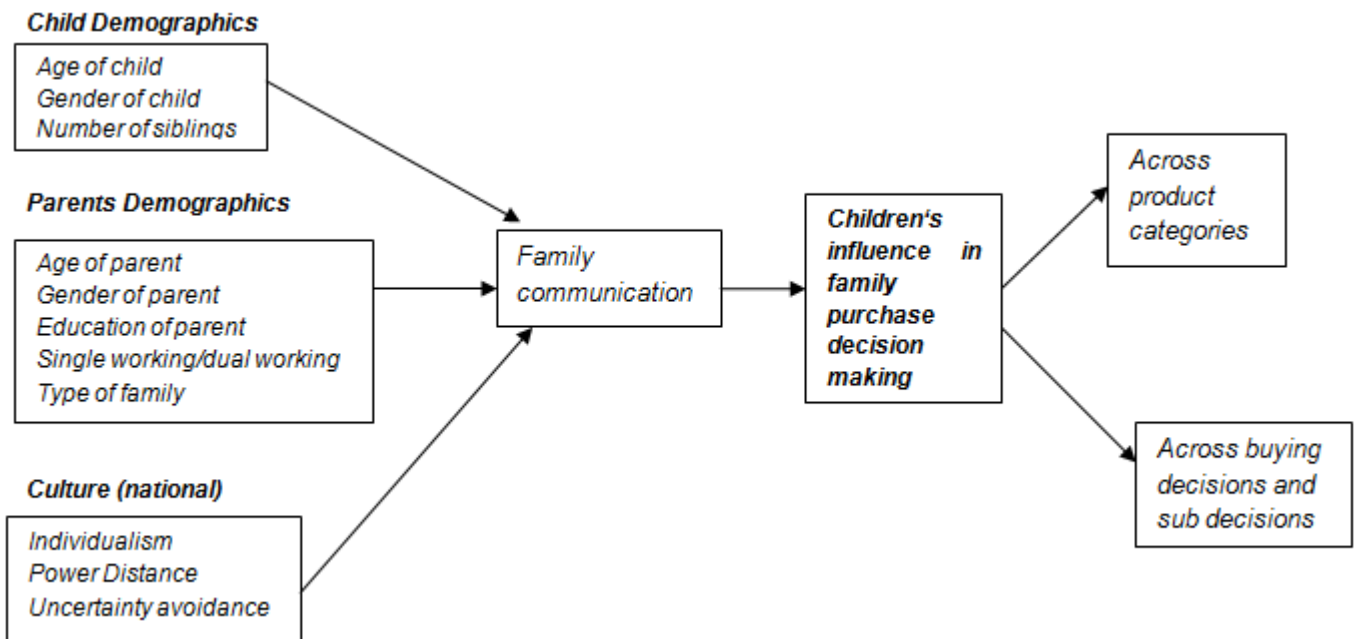 Child Demographics
Age of child
Gender of child
Number of siblings
Parents Demographics
Age of parent
Gender of parent
Education of parent
Single working/dual working
Type of family
Culture (national)
Individualism
Power Distance
Uncertainty avoidance
Family
communication
Children‘s
influence in
family
purchase
decision
making
Across
product
categories
Across buying
decisions and
sub decisions